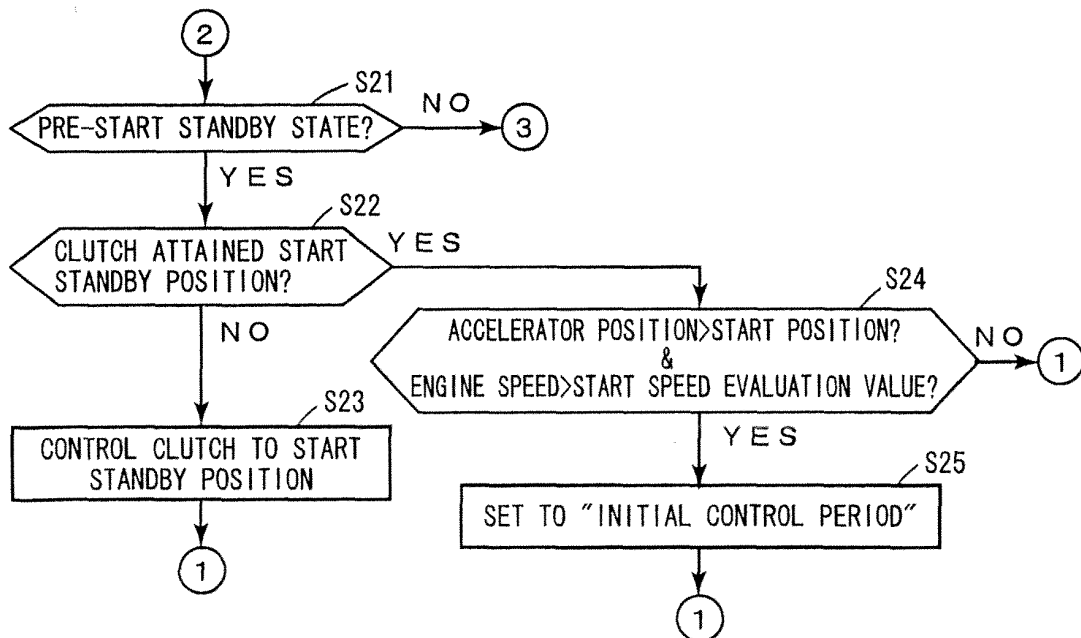 2
S21
PRE-START STANDBY STATE?
NO
3
YES
S22
CLUTCH ATTAINED START
STANDBY POSITION?
YES
NO
S24
ACCELERATOR POSITION>START POSITION?
&
ENGINE SPEED>START SPEED EVALUATION VALUE?
NO
1
YES
S23
CONTROL CLUTCH TO START
STANDBY POSITION
1
S25
SET TO "INITIAL CONTROL PERIOD"
1